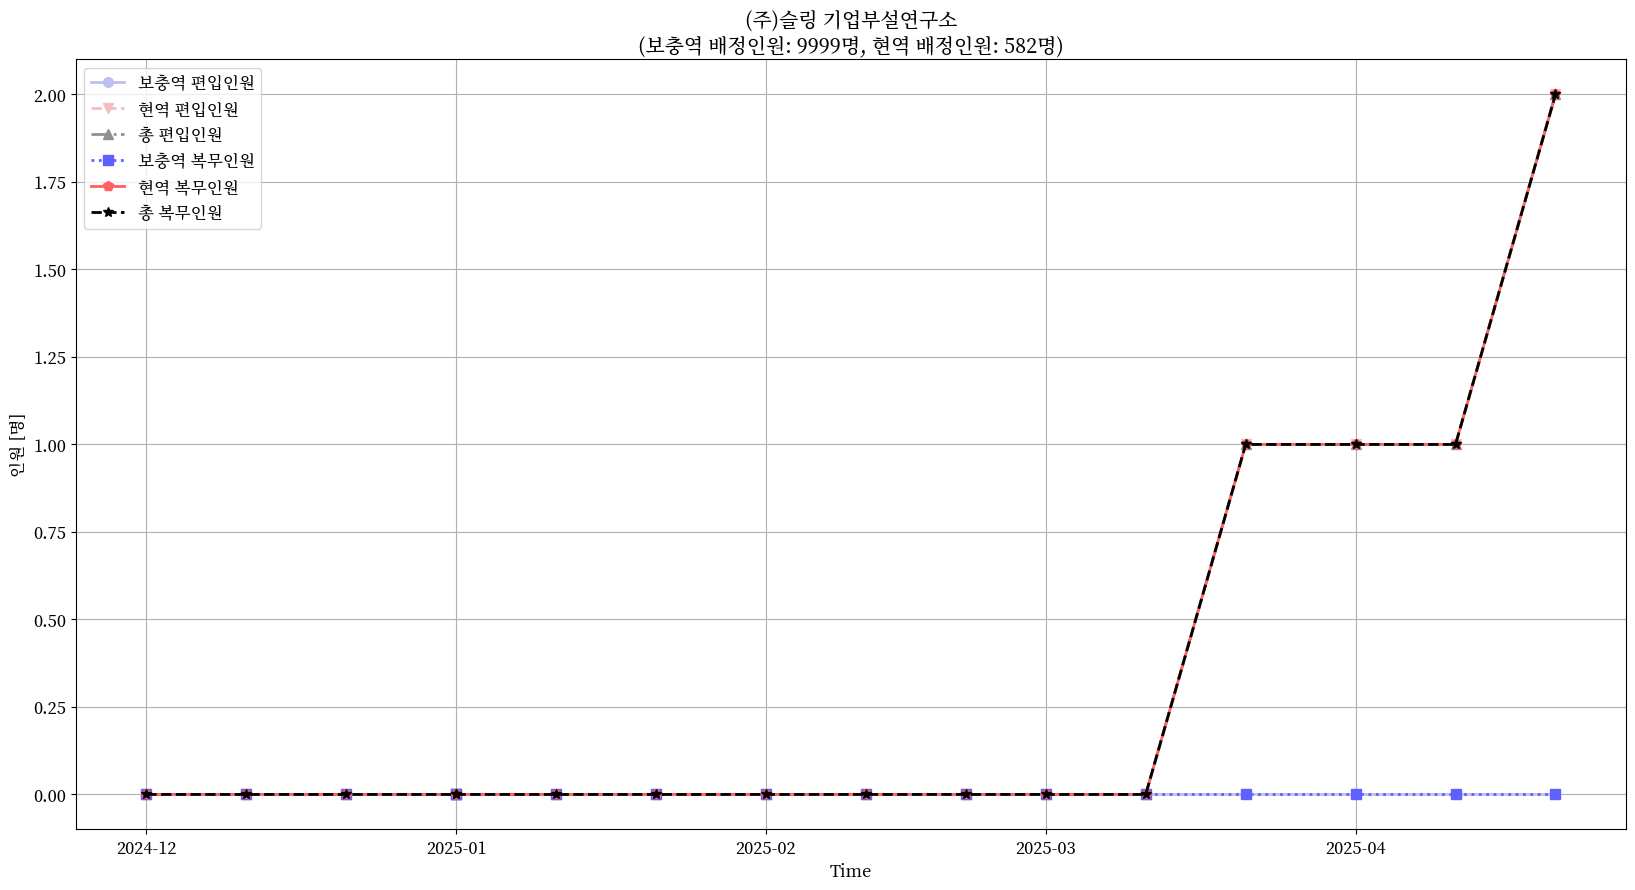 (주)슬링 기업부설연구소
(보충역 배정인원: 9999명, 현역 배정인원: 582명)
보충역 편입인원
현역 편입인원
총 편입인원
보충역 복무인원
현역 복무인원
총 복무인원
2.00
1.75
1.50
1.25
1.00
0.75
0.50
0.25
0.00
인원 [명]
2024-12
2025-01
2025-02
2025-03
2025-04
Time